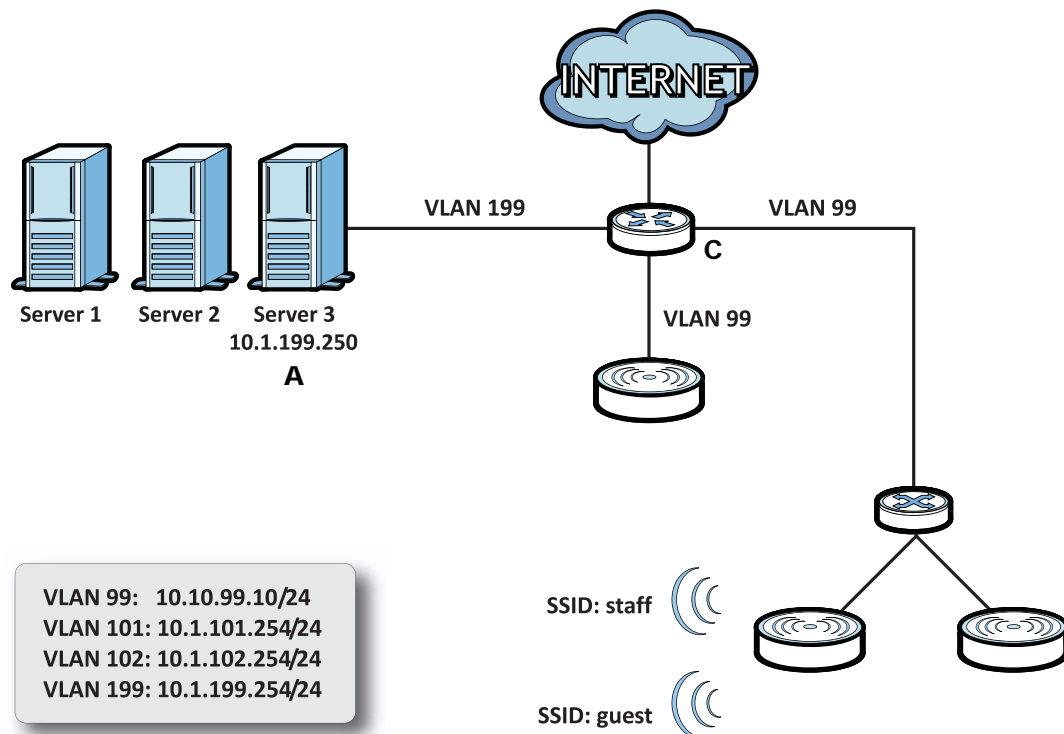 INTERNET
VLAN 199
VLAN 99
C
Server 1
Server 2
Server 3
10.1.199.250
A
VLAN 99
VLAN 99: 10.10.99.10/24
VLAN 101: 10.1.101.254/24
VLAN 102: 10.1.102.254/24
VLAN 199: 10.1.199.254/24
SSID: staff
SSID: guest